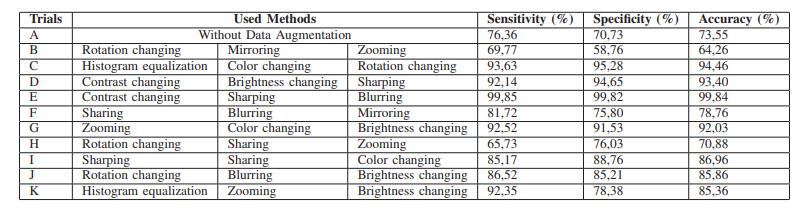 Trials Used Methods Sensitivity (%) Specificity (%) Accuracy (%)
A Without Data Augmentation 76,36 70,73 73,55
B Rotation changing Mirroring Zooming 69,77 58,76 64,26
C Histogram equalization Color changing Rotation changing 93,63 95,28 94,46
D Contrast changing Brightness changing Sharping 92,14 94,65 93,40
E Contrast changing Sharping Blurring 99,85 99,82 99,84
F Sharing Blurring Mirroring 81,72 75,80 78,76
G Zooming Color changing Brightness changing 92,52 91,53 92,03
H Rotation changing Sharing Zooming 65,73 76,03 70,88
I Sharping Sharing Color changing 85,17 88,76 86,96
J Rotation changing Blurring Brightness changing 86,52 85,21 85,86
K Histogram equalization Zooming Brightness changing 92,35 78,38 85,36